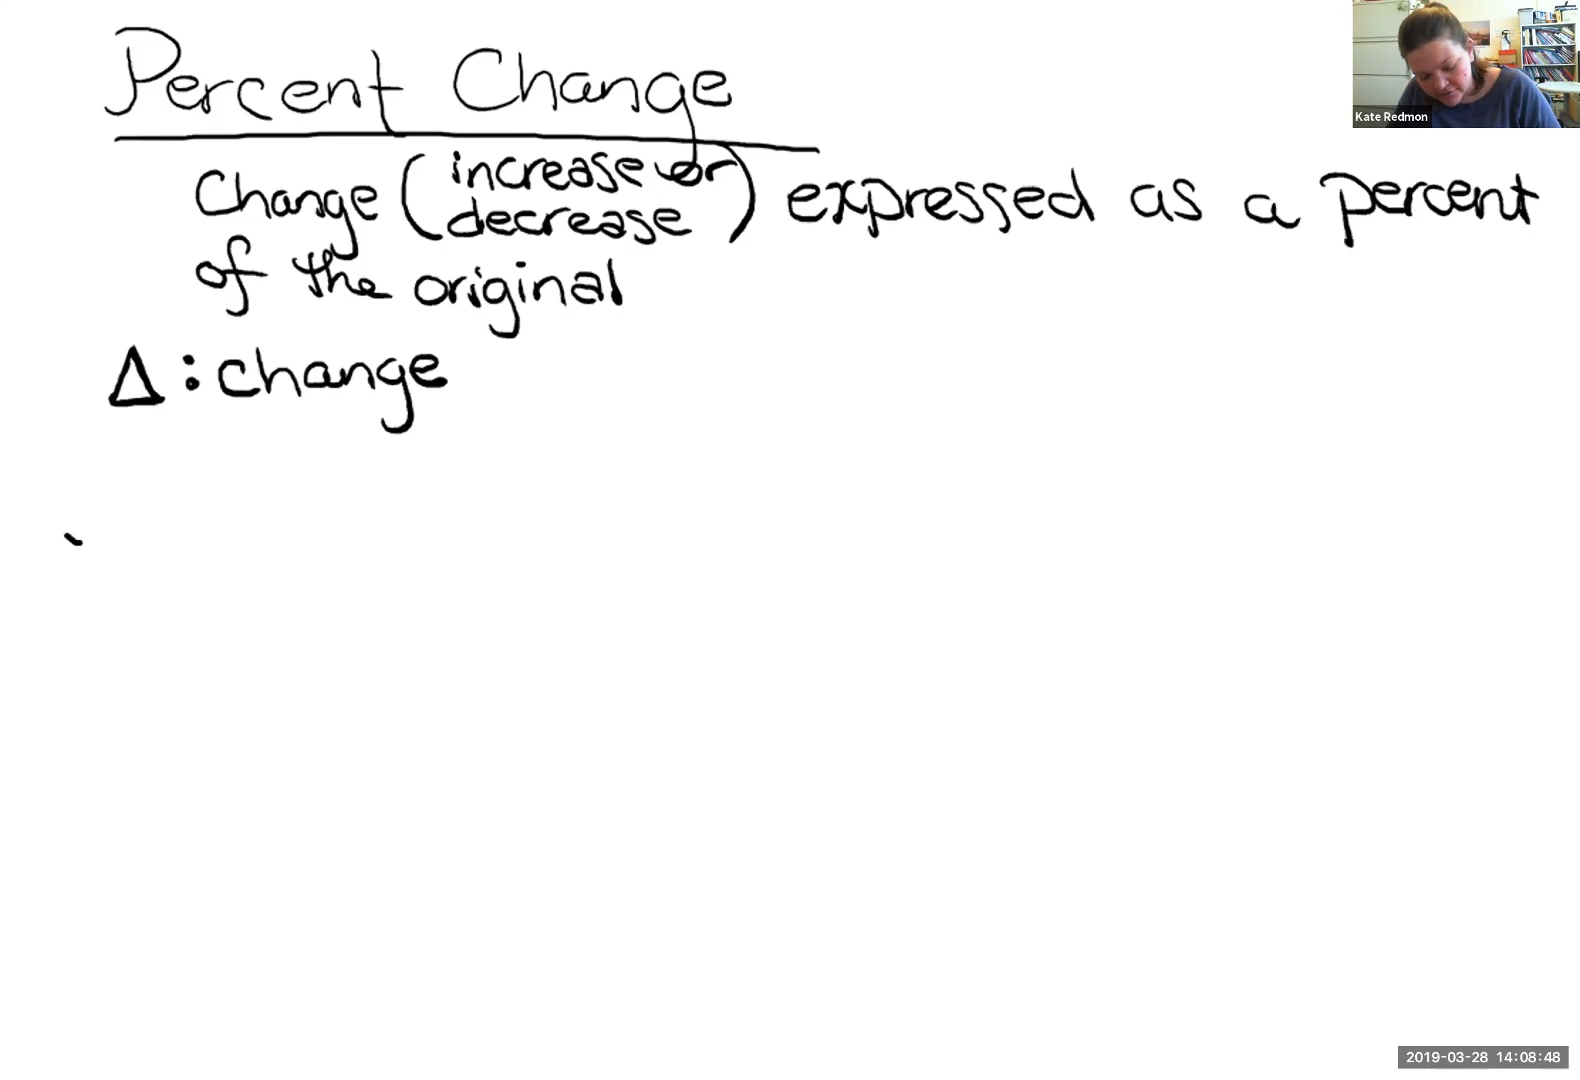 Percent Change
Change (increase or decrease) expressed as a percent
of the original
Δ : change
Kate Redmon
2019-03-28 14:08:48